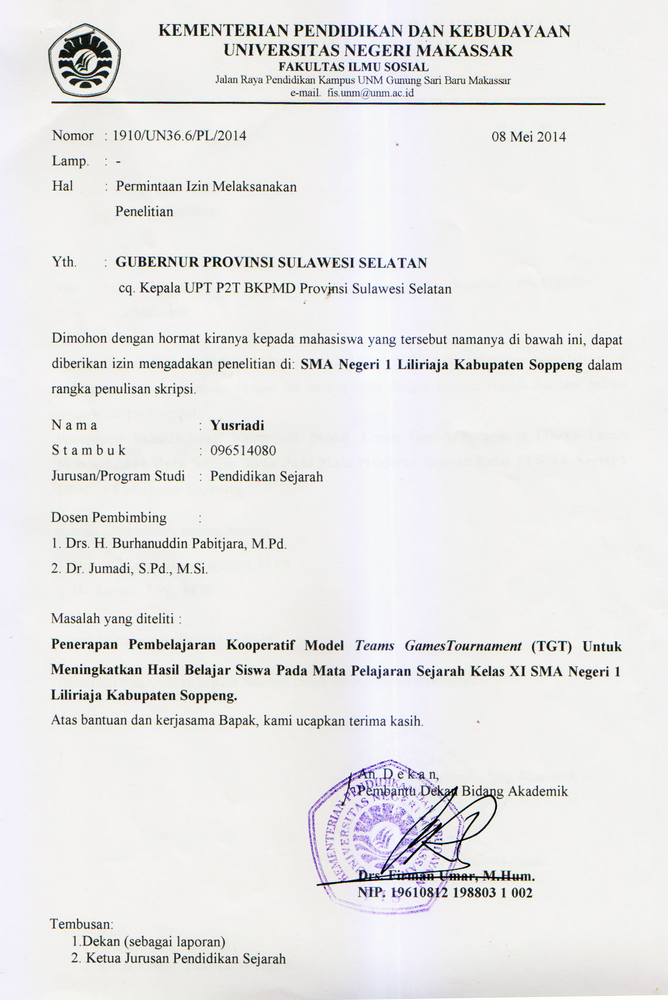 KEMENTERIAN PENDIDIKAN DAN KEBUDAYAAN
UNIVERSITAS NEGERI MAKASSAR
FAKULTAS ILMU SOSIAL
Jalan Raya Pendidikan Kampus UNM Gunung Sari Baru Makassar
e-mail. fis.unm@unm.ac.id
Nomor : 1910/UN36.6/PL/2014 08 Mei 2014
Lamp. : -
Hal : Permintaan Izin Melaksanakan
Penelitian
Yth. : GUBERNUR PROVINSI SULAWESI SELATAN
cq. Kepala UPT P2T BKPMD Provinsi Sulawesi Selatan
Dimohon dengan hormat kiranya kepada mahasiswa yang tersebut namanya di bawah ini, dapat
diberikan izin mengadakan penelitian di: SMA Negeri 1 Liliriaja Kabupaten Soppeng dalam
rangka penulisan skripsi.
N a m a : Yusriadi
S t a m b u k : 096514080
Jurusan/Program Studi : Pendidikan Sejarah
Dosen Pembimbing :
1. Drs. H. Burhanuddin Pabitjara, M.Pd.
2. Dr. Jumadi, S.Pd., M.Si.
Masalah yang diteliti :
Penerapan Pembelajaran Kooperatif Model Teams GamesTournament (TGT) Untuk
Meningkatkan Hasil Belajar Siswa Pada Mata Pelajaran Sejarah Kelas XI SMA Negeri 1
Liliriaja Kabupaten Soppeng.
Atas bantuan dan kerjasama Bapak, kami ucapkan terima kasih.
An. D e k a n,
Pembantu Dekan Bidang Akademik
KEMENTERIAN PENDIDIKAN DAN KEBUDAYAAN
UNIVERSITAS NEGERI MAKASSAR
Drs. Firman Umar, M.Hum.
NIP. 19610812 198803 1 002
Tembusan:
1.Dekan (sebagai laporan)
2. Ketua Jurusan Pendidikan Sejarah